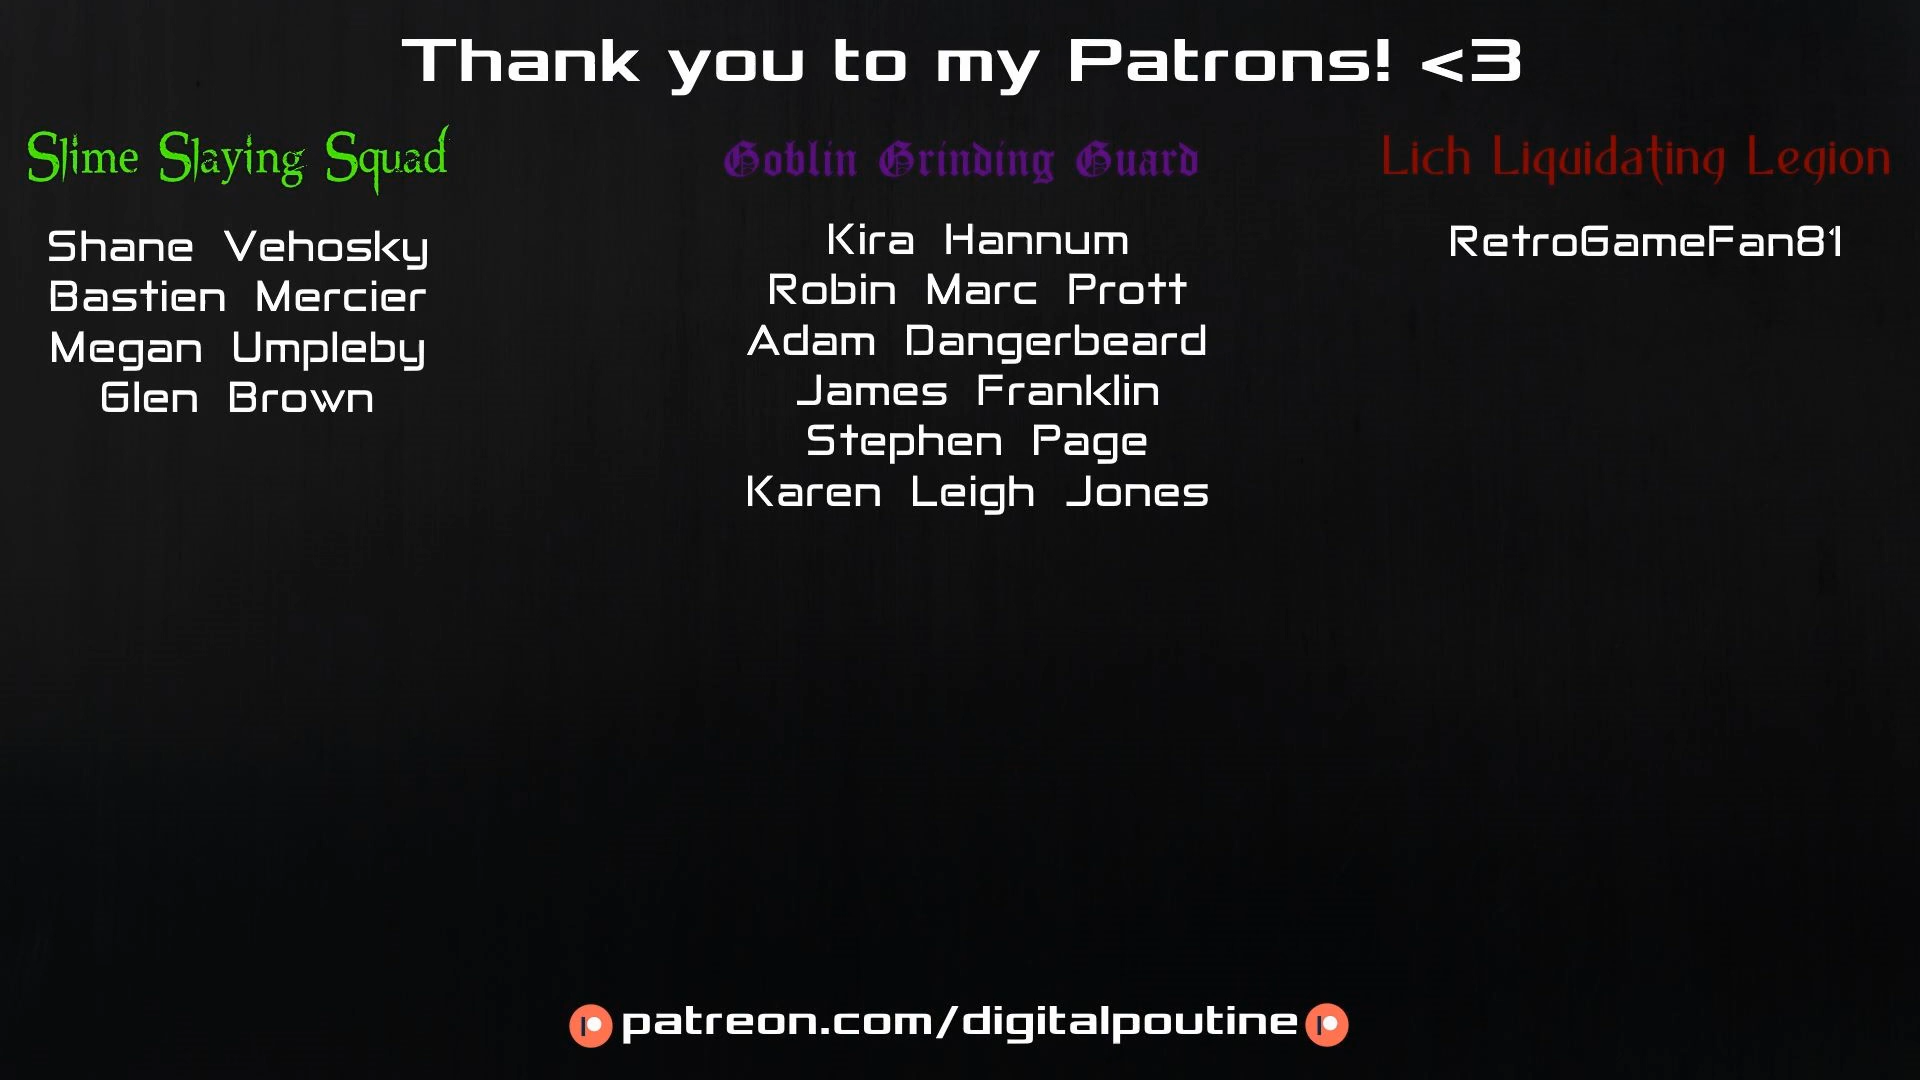 Thank you to my Patrons! <3
Slime Slaying Squad
Shane Vehosky
Bastien Mercier
Megan Umpleby
Glen Brown
Goblin Grinding Guard
Kira Hannum
Robin Marc Prott
Adam Dangerbeard
James Franklin
Stephen Page
Karen Leigh Jones
Lich Liquidating Legion
RetroGameFan81
patreon.com/digitalpoutine